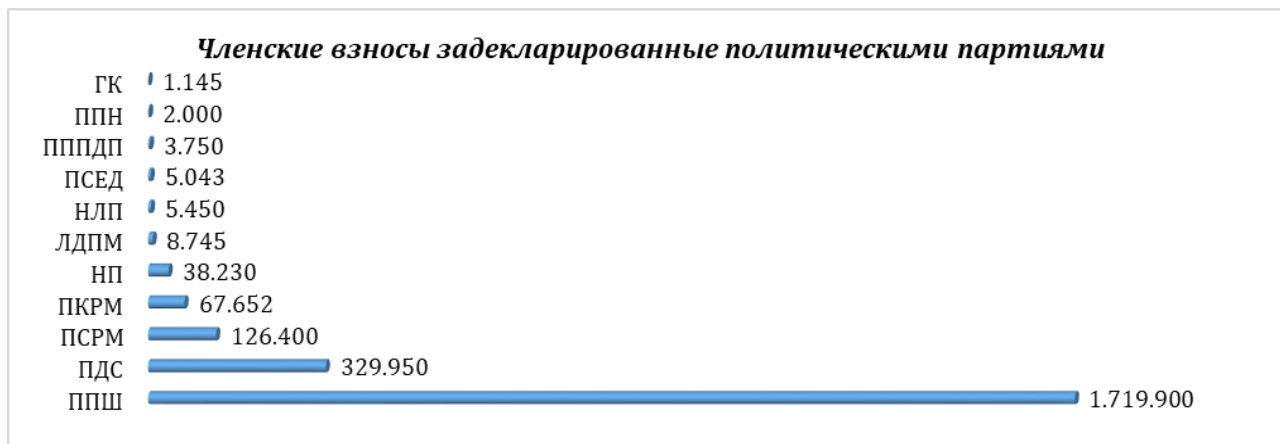 Членские взносы задекларированные политическими партиями
ГК 1.145
ППН 2.000
ПППДП 3.750
ПСЕД 5.043
НЛП 5.450
ЛДПМ 8.745
НП 38.230
ПКРМ 67.652
ПСРМ 126.400
ПДС 329.950
ППШ 1.719.900